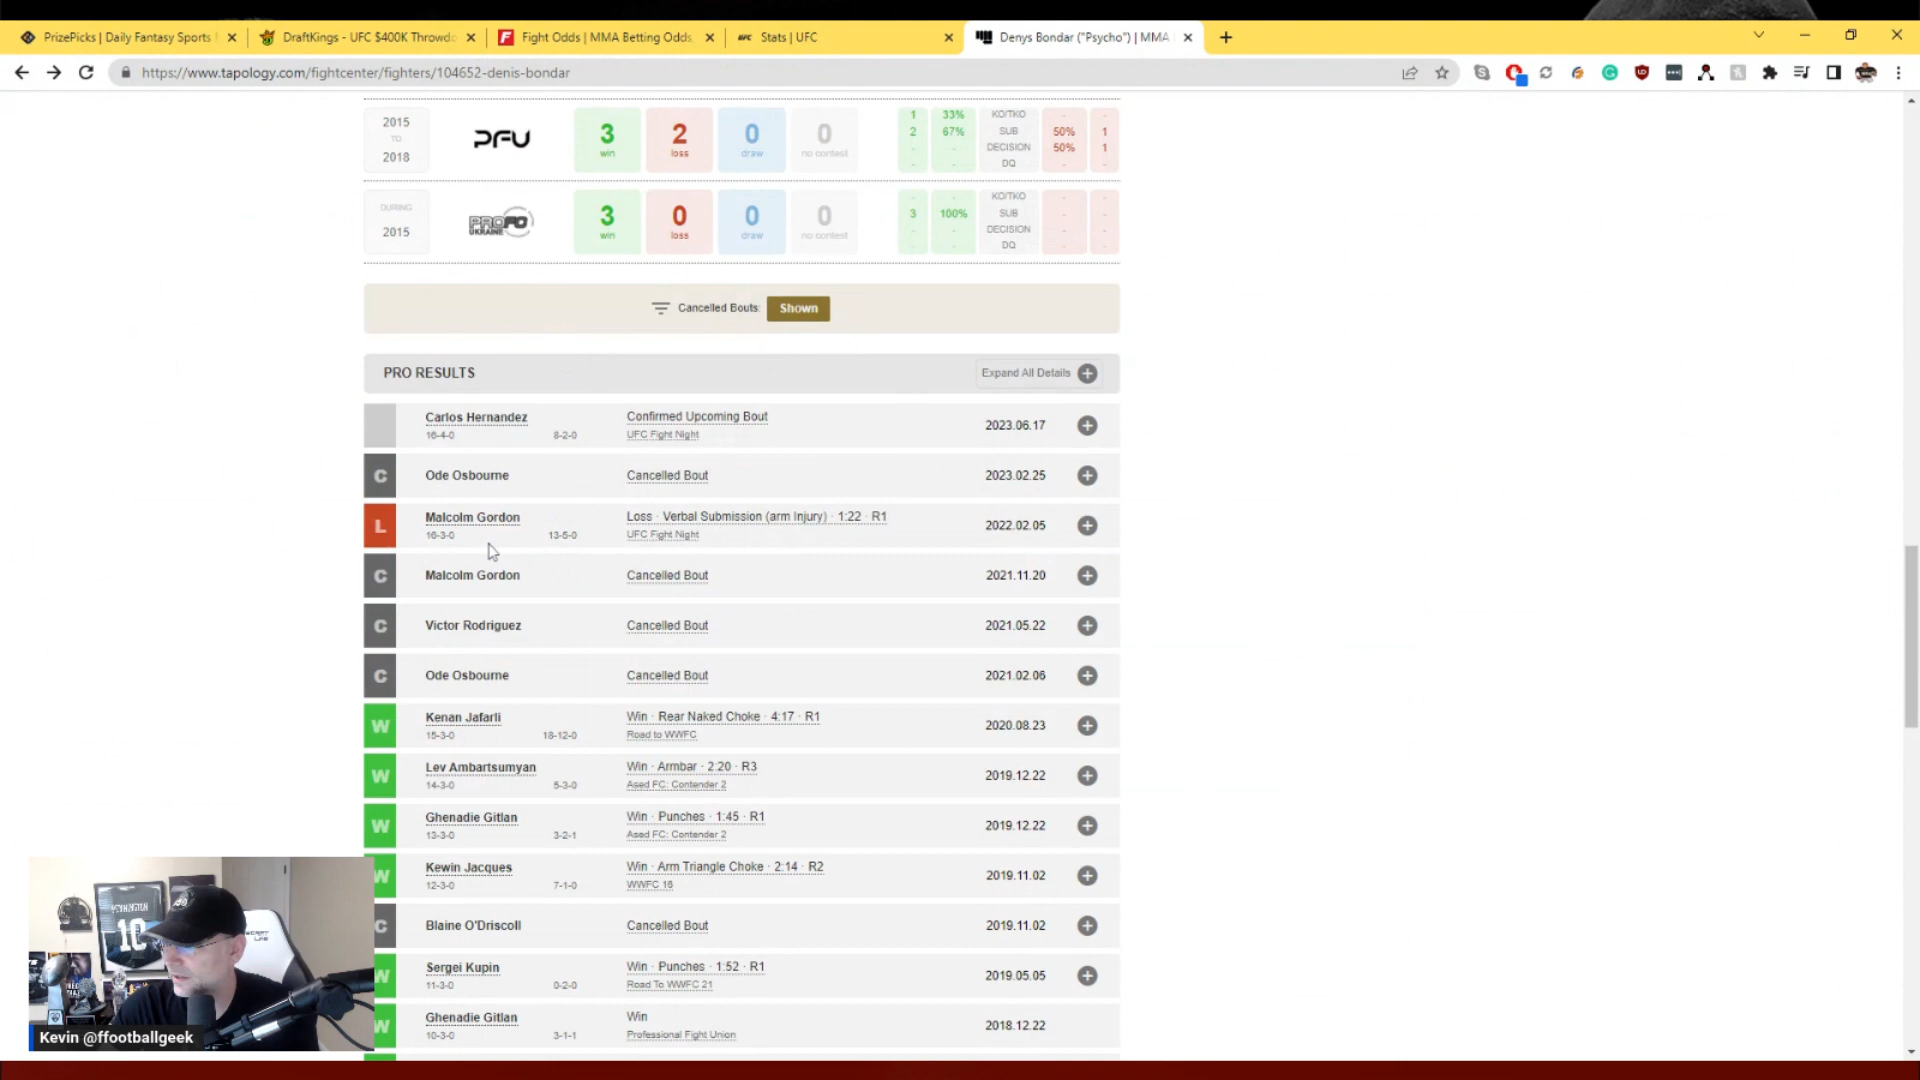 PrizePicks | Daily Fantasy Sports
DraftKings - UFC $400K Throwdo
Fight Odds | MMA Betting Odds,
UFC Stats | UFC
Denys Bondar ("Psycho") | MMA
https://www.tapology.com/fightcenter/fighters/104652-denis-bondar
2015 TO 2018
PFU
3 win
2 loss
0 draw
0 no contest
1 33% KO/TKO - -
2 67% SUB 50% 1
- - DECISION 50% 1
- - DQ - -
DURING 2015
PROFC UKRAINE
3 win
0 loss
0 draw
0 no contest
- - KO/TKO - -
3 100% SUB - -
- - DECISION - -
- - DQ - -
Cancelled Bouts: Shown
PRO RESULTS
Expand All Details
Carlos Hernandez Confirmed Upcoming Bout 2023.06.17
16-4-0 8-2-0 UFC Fight Night
C Ode Osbourne Cancelled Bout 2023.02.25
L Malcolm Gordon Loss · Verbal Submission (arm Injury) · 1:22 · R1 2022.02.05
16-3-0 13-5-0 UFC Fight Night
C Malcolm Gordon Cancelled Bout 2021.11.20
C Victor Rodriguez Cancelled Bout 2021.05.22
C Ode Osbourne Cancelled Bout 2021.02.06
W Kenan Jafarli Win · Rear Naked Choke · 4:17 · R1 2020.08.23
15-3-0 18-12-0 Road to WWFC
W Lev Ambartsumyan Win · Armbar · 2:20 · R3 2019.12.22
14-3-0 5-3-0 Ased FC: Contender 2
W Ghenadie Gitlan Win · Punches · 1:45 · R1 2019.12.22
13-3-0 3-2-1 Ased FC: Contender 2
W Kewin Jacques Win · Arm Triangle Choke · 2:14 · R2 2019.11.02
12-3-0 7-1-0 WWFC 16
C Blaine O'Driscoll Cancelled Bout 2019.11.02
W Sergei Kupin Win · Punches · 1:52 · R1 2019.05.05
11-3-0 0-2-0 Road To WWFC 21
W Ghenadie Gitlan Win 2018.12.22
10-3-0 3-1-1 Professional Fight Union
PENNINGTON
10
Kevin @ffootballgeek